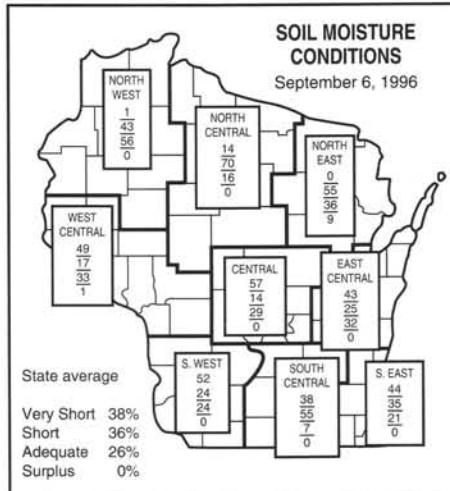 SOIL MOISTURE
CONDITIONS
September 6, 1996
NORTH
WEST
1
43
56
0
NORTH
CENTRAL
14
70
16
0
NORTH
EAST
0
55
36
9
WEST
CENTRAL
49
17
33
1
CENTRAL
57
14
29
0
EAST
CENTRAL
43
25
32
0
S. WEST
52
24
24
0
SOUTH
CENTRAL
38
55
7
0
S. EAST
44
35
21
0
State average
Very Short 38%
Short 36%
Adequate 26%
Surplus 0%